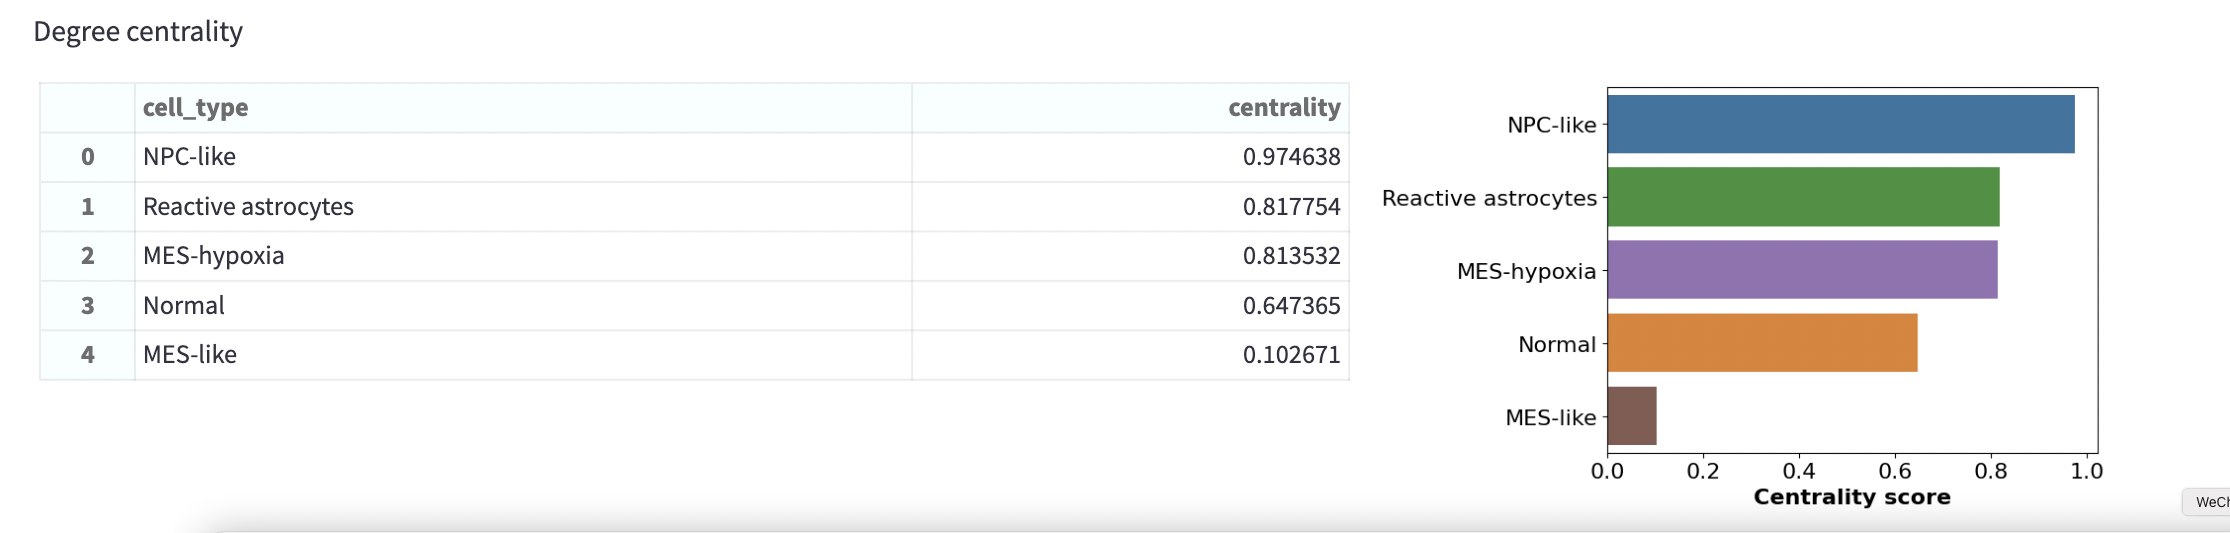 Degree centrality
cell_type centrality
0 NPC-like 0.974638
1 Reactive astrocytes 0.817754
2 MES-hypoxia 0.813532
3 Normal 0.647365
4 MES-like 0.102671
NPC-like
Reactive astrocytes
MES-hypoxia
Normal
MES-like
0.0 0.2 0.4 0.6 0.8 1.0
Centrality score